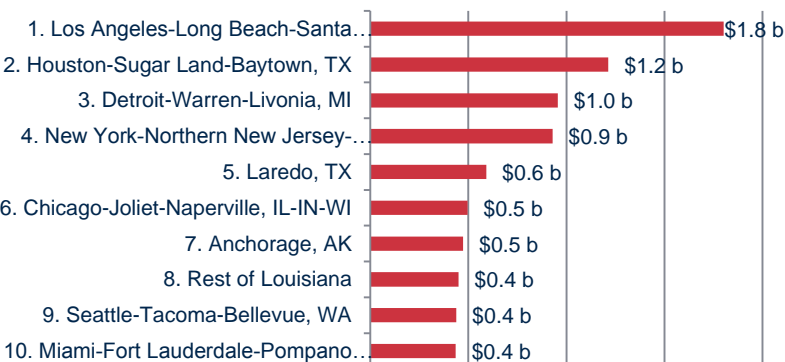 1. Los Angeles-Long Beach-Santa… $1.8 b
2. Houston-Sugar Land-Baytown, TX $1.2 b
3. Detroit-Warren-Livonia, MI $1.0 b
4. New York-Northern New Jersey-… $0.9 b
5. Laredo, TX $0.6 b
6. Chicago-Joliet-Naperville, IL-IN-WI $0.5 b
7. Anchorage, AK $0.5 b
8. Rest of Louisiana $0.4 b
9. Seattle-Tacoma-Bellevue, WA $0.4 b
10. Miami-Fort Lauderdale-Pompano… $0.4 b